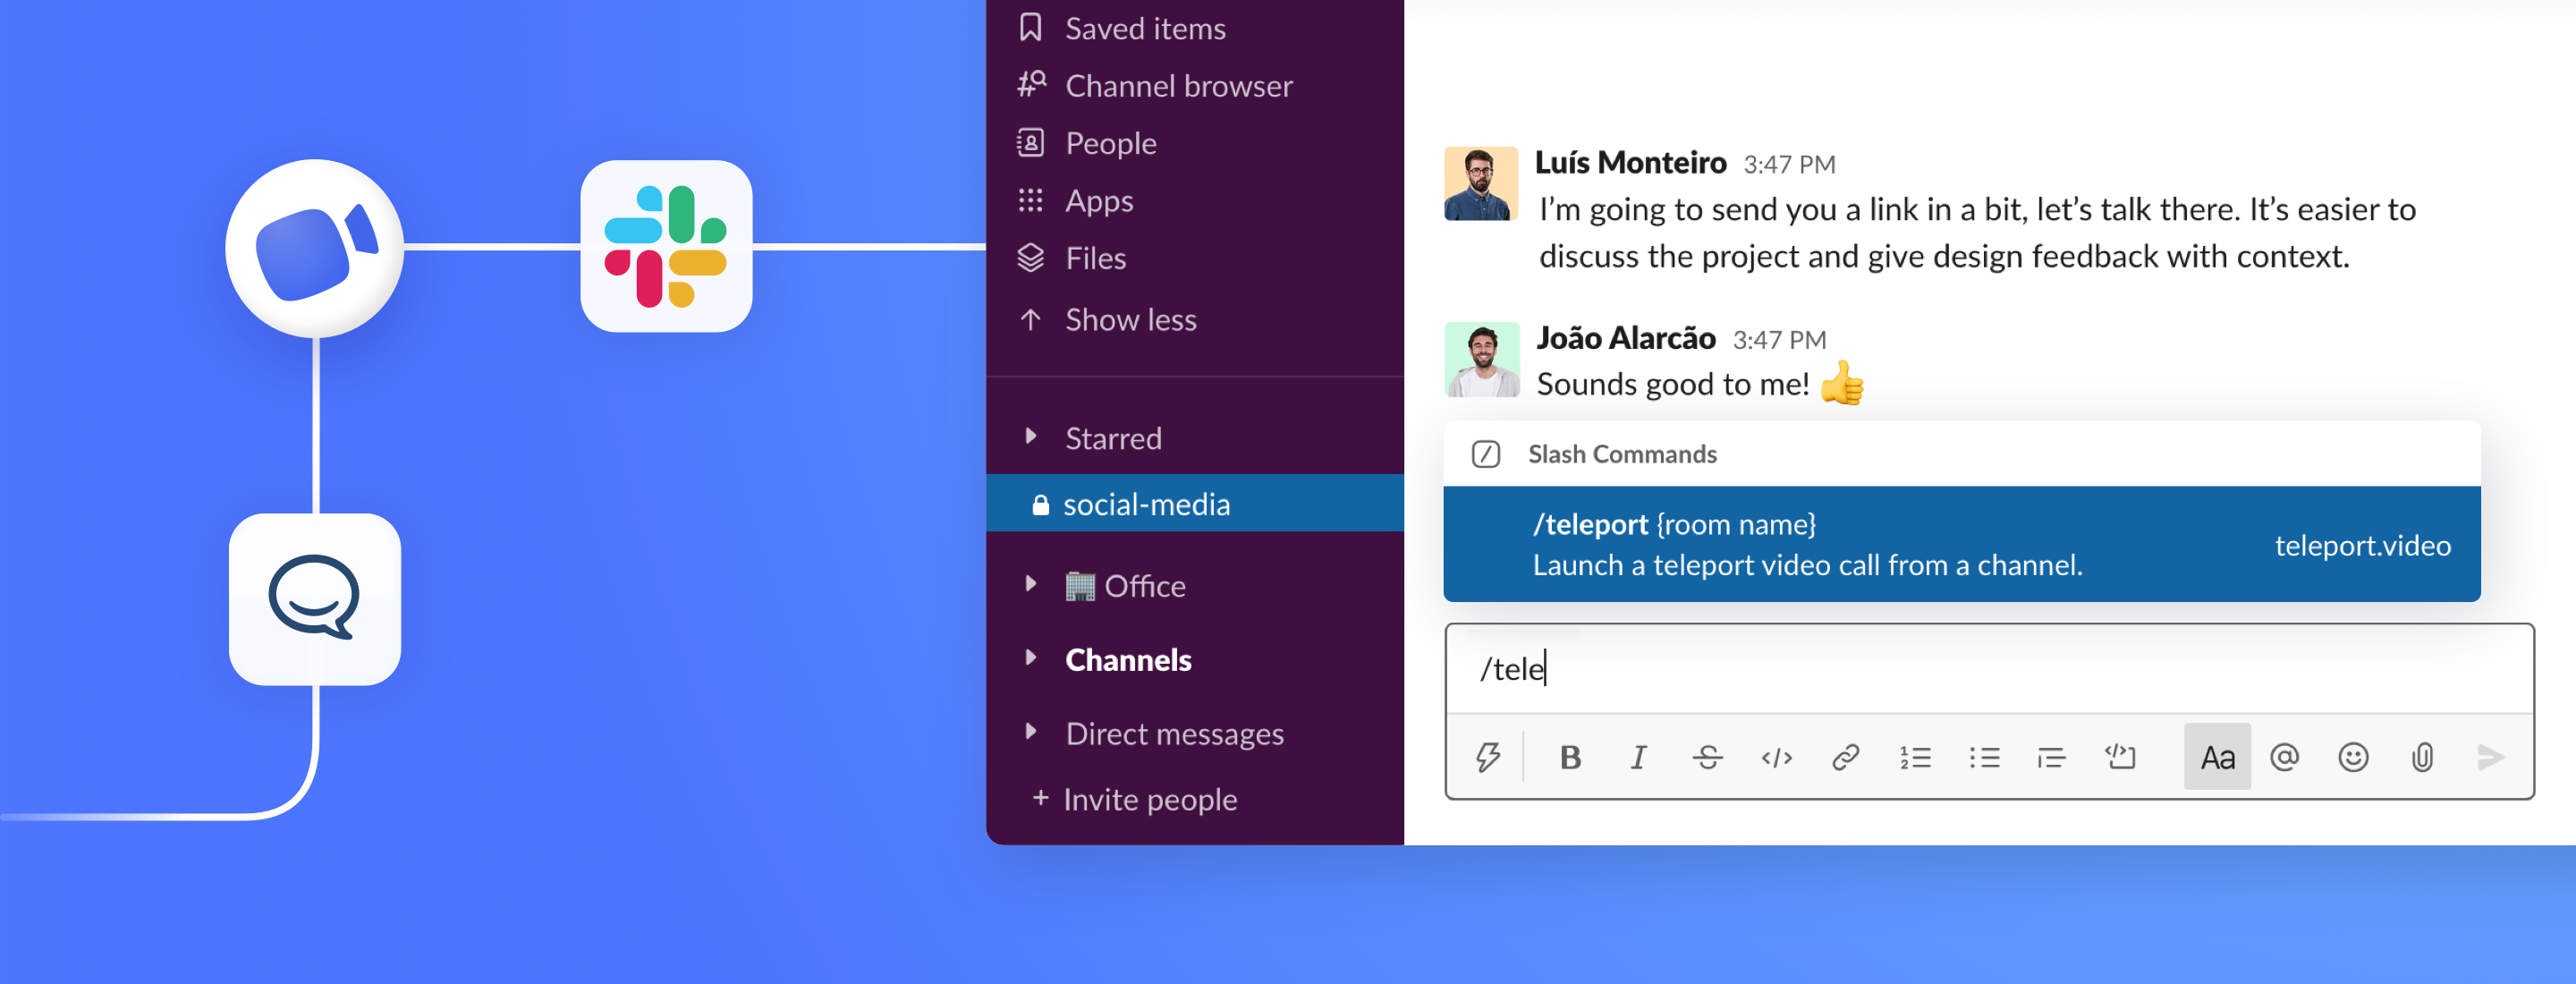 Saved items
Channel browser
People
Apps
Files
Show less
Starred
social-media
Office
Channels
Direct messages
+ Invite people
Luís Monteiro 3:47 PM
I’m going to send you a link in a bit, let’s talk there. It’s easier to
discuss the project and give design feedback with context.
João Alarcão 3:47 PM
Sounds good to me! 👍
Slash Commands
/teleport {room name}
Launch a teleport video call from a channel.
teleport.video
/tele
B I S </> Aa @